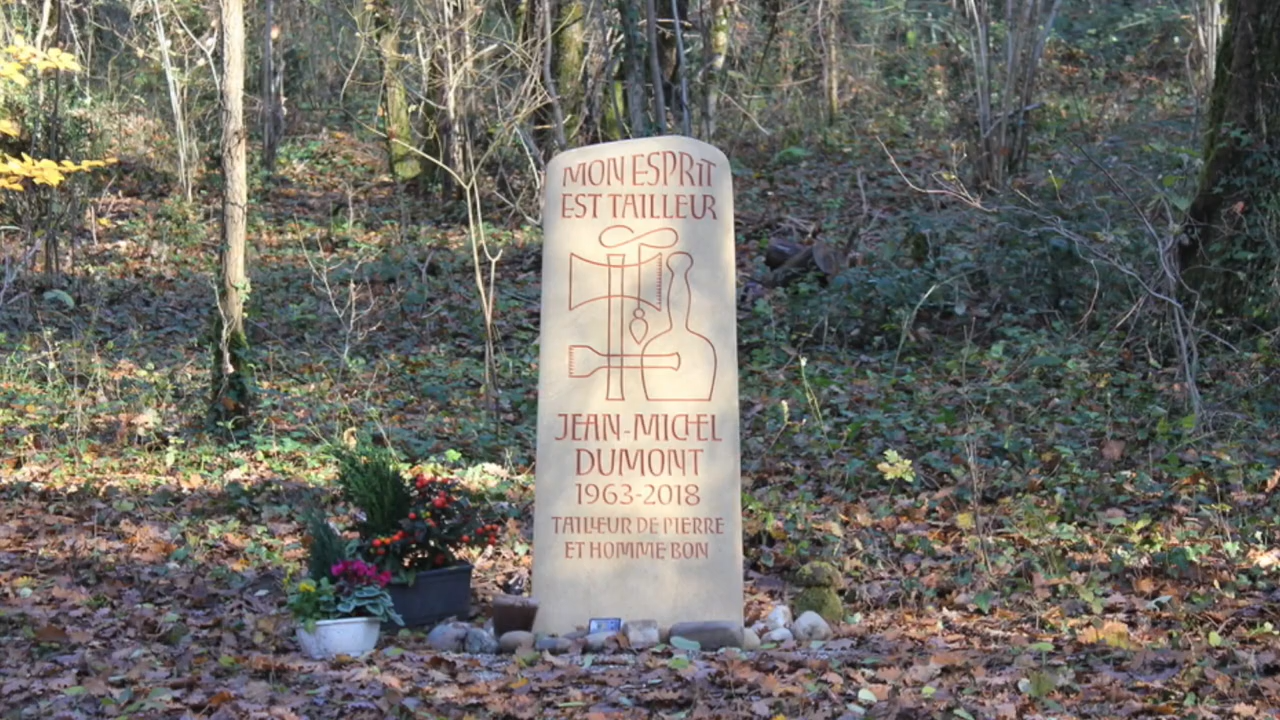 MON ESPRIT
EST TAILLEUR
JEAN-MICHEL
DUMONT
1963-2018
TAILLEUR DE PIERRE
ET HOMME BON